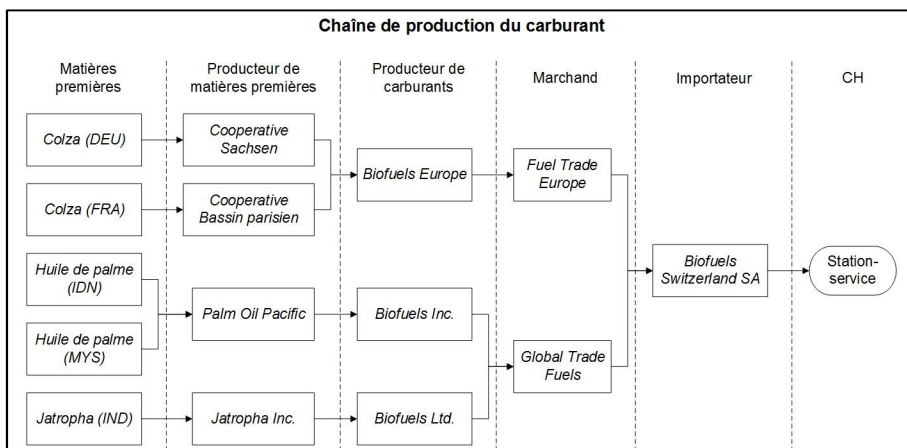 Chaîne de production du carburant
Matières
premières
Producteur de
matières premières
Producteur de
carburants
Marchand
Importateur
CH
Colza (DEU)
Cooperative
Sachsen
Biofuels Europe
Fuel Trade
Europe
Colza (FRA)
Cooperative
Bassin parisien
Biofuels
Switzerland SA
Station-
service
Huile de palme
(IDN)
Palm Oil Pacific
Biofuels Inc.
Huile de palme
(MYS)
Global Trade
Fuels
Jatropha (IND)
Jatropha Inc.
Biofuels Ltd.